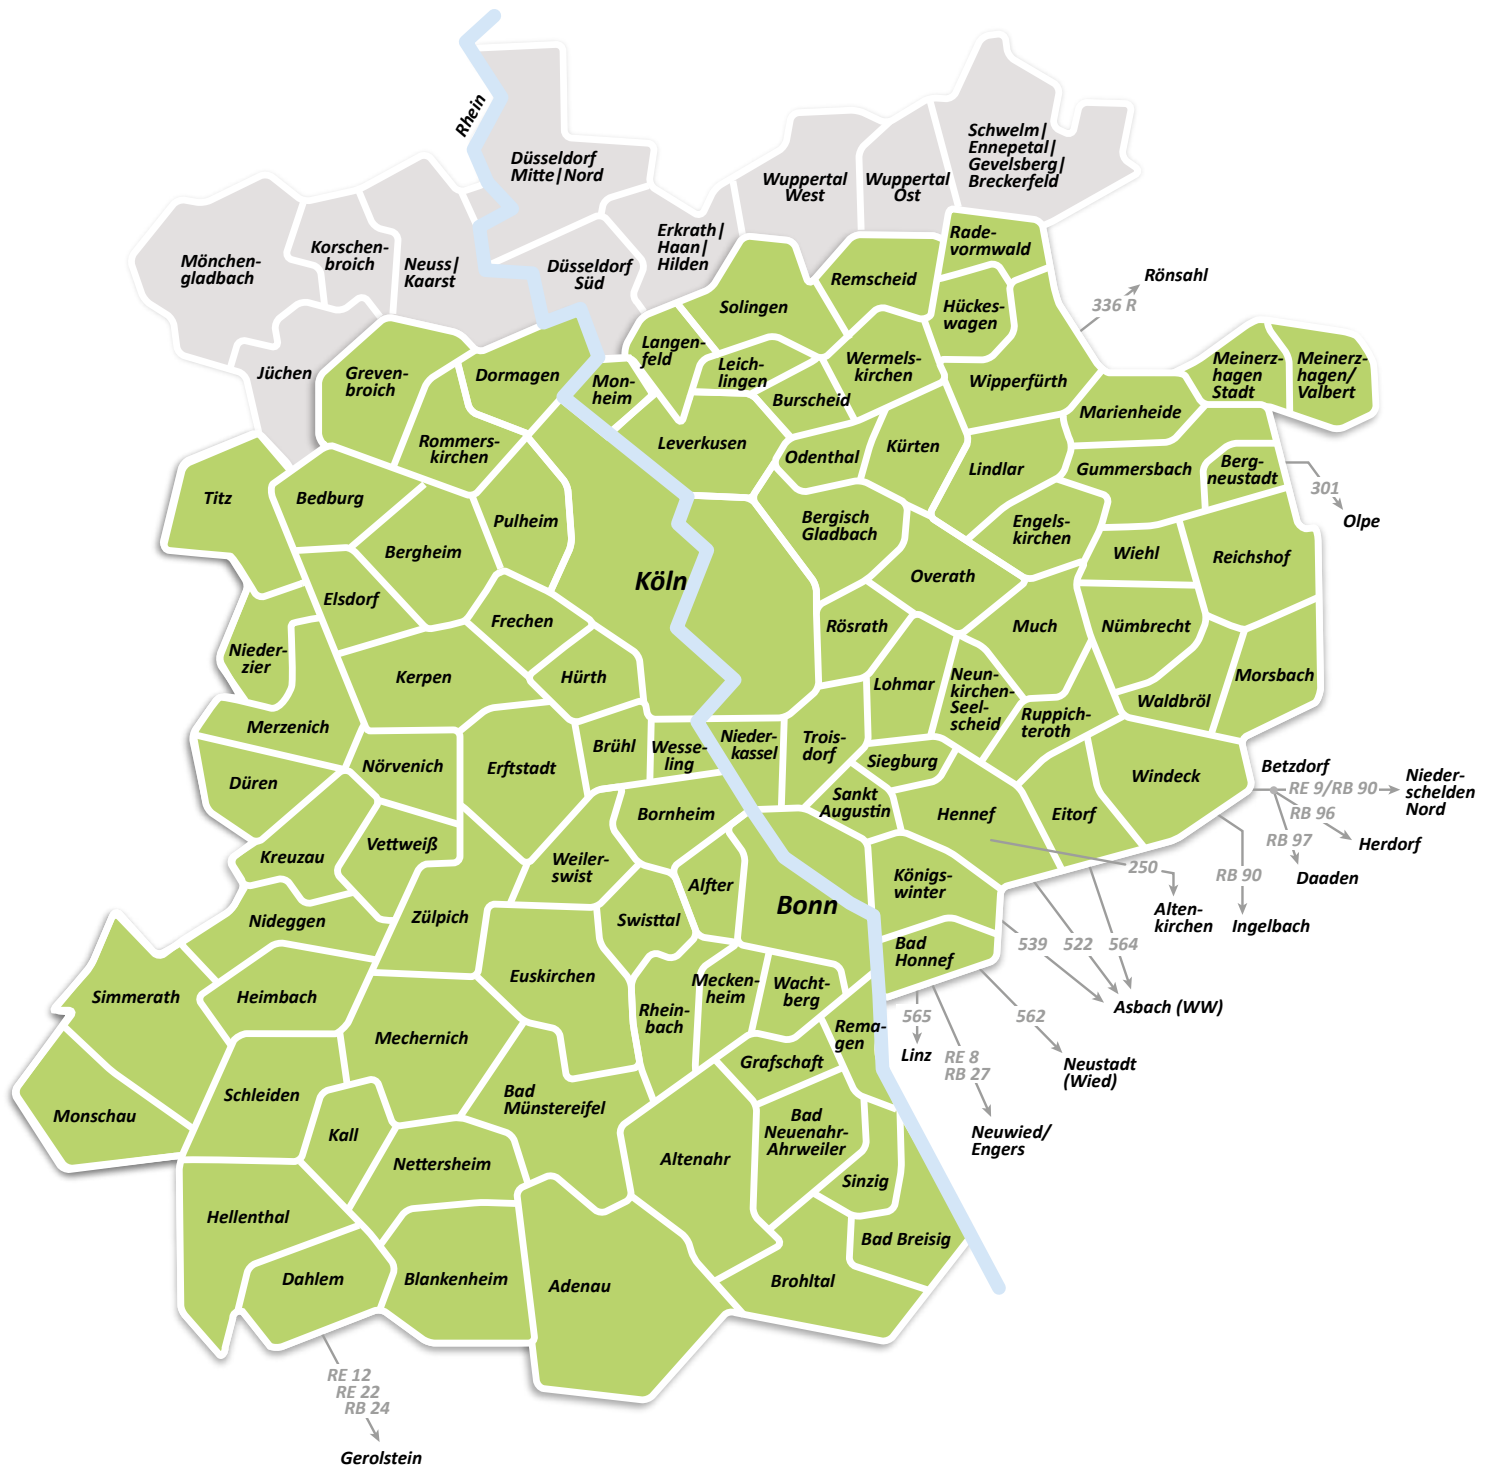 Rhein
Düsseldorf
Mitte|Nord
Schwelm|
Ennepetal|
Gevelsberg|
Breckerfeld
Wuppertal
West
Wuppertal
Ost
Mönchen-
gladbach
Korschen-
broich
Neuss|
Kaarst
Düsseldorf
Süd
Erkrath|
Haan|
Hilden
Jüchen
Rade-
vormwald
Remscheid
Solingen
Hückes-
wagen
336 R
Rönsahl
Langen-
feld
Leich-
lingen
Wermels-
kirchen
Wipperfürth
Meinerz-
hagen
Stadt
Meinerz-
hagen/
Valbert
Greven-
broich
Dormagen
Mon-
heim
Burscheid
Marienheide
Rommers-
kirchen
Leverkusen
Odenthal
Kürten
Lindlar
Gummersbach
Berg-
neustadt
301
Olpe
Titz
Bedburg
Pulheim
Bergheim
Bergisch
Gladbach
Engels-
kirchen
Wiehl
Reichshof
Köln
Overath
Elsdorf
Frechen
Rösrath
Much
Nümbrecht
Nieder-
zier
Kerpen
Hürth
Lohmar
Neun-
kirchen-
Seel-
scheid
Ruppich-
teroth
Waldbröl
Morsbach
Merzenich
Nörvenich
Düren
Erftstadt
Brühl
Wesse-
ling
Nieder-
kassel
Trois-
dorf
Siegburg
Sankt
Augustin
Hennef
Eitorf
Windeck
Betzdorf
RE 9/RB 90
Nieder-
schelden
Nord
RB 96
Herdorf
RB 97
Daaden
RB 90
Ingelbach
250
Alten-
kirchen
Kreuzau
Vettweiß
Bornheim
Weiler-
swist
Alfter
Bonn
Königs-
winter
Nideggen
Zülpich
Swisttal
Bad
Honnef
539
522
564
Asbach (WW)
Simmerath
Heimbach
Euskirchen
Rhein-
bach
Mecken-
heim
Wacht-
berg
565
Linz
562
Neustadt
(Wied)
RE 8
RB 27
Neuwied/
Engers
Mechernich
Rema-
gen
Grafschaft
Monschau
Schleiden
Kall
Bad
Münstereifel
Bad
Neuenahr-
Ahrweiler
Nettersheim
Altenahr
Sinzig
Hellenthal
Bad Breisig
Dahlem
Blankenheim
Adenau
Brohltal
RE 12
RE 22
RB 24
Gerolstein